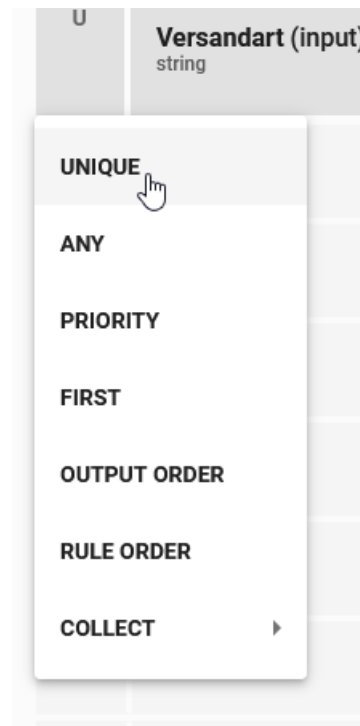 U
Versandart (input)
string
UNIQUE
ANY
PRIORITY
FIRST
OUTPUT ORDER
RULE ORDER
COLLECT